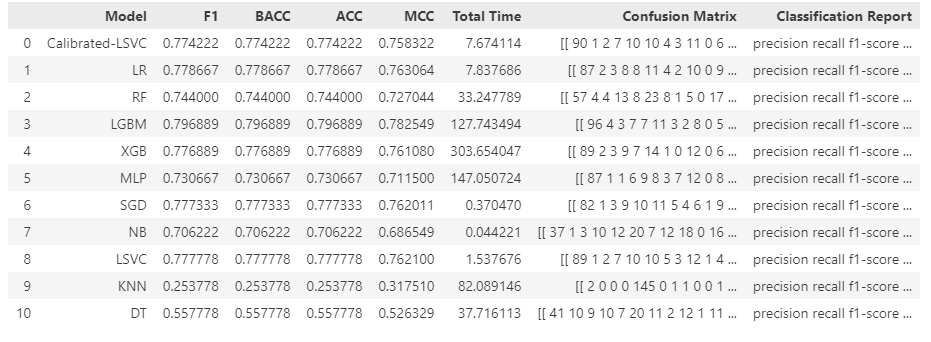 Model F1 BACC ACC MCC Total Time Confusion Matrix Classification Report
0 Calibrated-LSVC 0.774222 0.774222 0.774222 0.758322 7.674114 [[ 90 1 2 7 10 10 4 3 11 0 6 ... precision recall f1-score ...
1 LR 0.778667 0.778667 0.778667 0.763064 7.837686 [[ 87 2 3 8 8 11 4 2 10 0 9 ... precision recall f1-score ...
2 RF 0.744000 0.744000 0.744000 0.727044 33.247789 [[ 57 4 4 13 8 23 8 1 5 0 17 ... precision recall f1-score ...
3 LGBM 0.796889 0.796889 0.796889 0.782549 127.743494 [[ 96 4 3 7 7 11 3 2 8 0 5 ... precision recall f1-score ...
4 XGB 0.776889 0.776889 0.776889 0.761080 303.654047 [[ 89 2 3 9 7 14 1 0 12 0 6 ... precision recall f1-score ...
5 MLP 0.730667 0.730667 0.730667 0.711500 147.050724 [[ 87 1 1 6 9 8 3 7 12 0 8 ... precision recall f1-score ...
6 SGD 0.777333 0.777333 0.777333 0.762011 0.370470 [[ 82 1 3 9 10 11 5 4 6 1 9 ... precision recall f1-score ...
7 NB 0.706222 0.706222 0.706222 0.686549 0.044221 [[ 37 1 3 10 12 20 7 12 18 0 16 ... precision recall f1-score ...
8 LSVC 0.777778 0.777778 0.777778 0.762100 1.537676 [[ 89 1 2 7 10 10 5 3 12 1 4 ... precision recall f1-score ...
9 KNN 0.253778 0.253778 0.253778 0.317510 82.089146 [[ 2 0 0 0 145 0 1 1 0 0 1 ... precision recall f1-score ...
10 DT 0.557778 0.557778 0.557778 0.526329 37.716113 [[ 41 10 9 10 7 20 11 2 12 1 11 ... precision recall f1-score ...